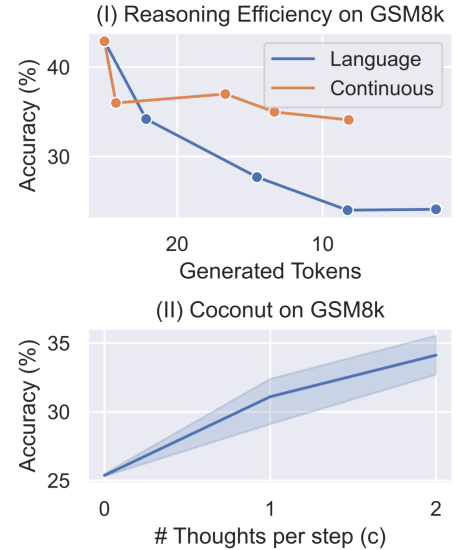 (I) Reasoning Efficiency on GSM8k
Accuracy (%)
40
30
Language
Continuous
20
10
Generated Tokens
(II) Coconut on GSM8k
Accuracy (%)
35
30
25
0
1
2
# Thoughts per step (c)